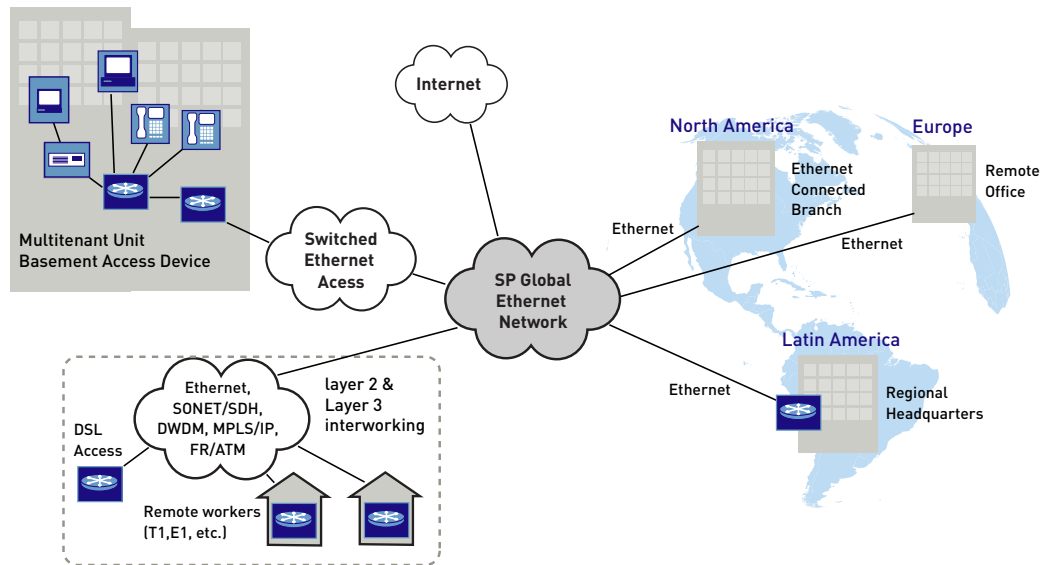 Internet
North America
Europe
Ethernet
Connected
Branch
Remote
Office
Ethernet
Ethernet
Multitenant Unit
Basement Access Device
Switched
Ethernet
Acess
SP Global
Ethernet
Network
Latin America
Ethernet
Regional
Headquarters
Ethernet,
SONET/SDH,
DWDM, MPLS/IP,
FR/ATM
layer 2 &
Layer 3
interworking
DSL
Access
Remote workers
(T1,E1, etc.)